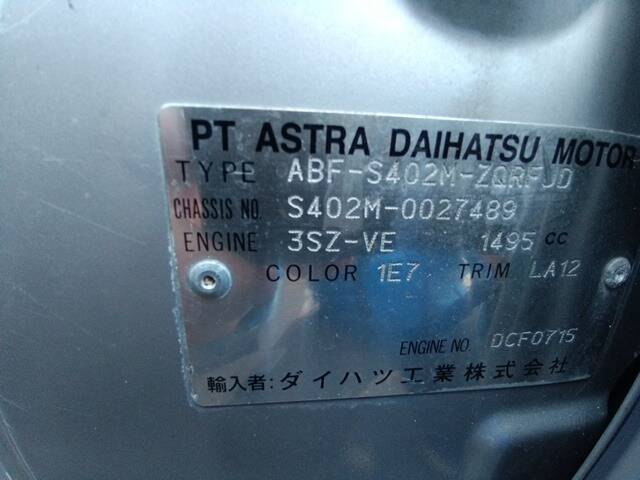 PT ASTRA DAIHATSU MOTOR
TYPE ABF-S402M-ZQRFJD
CHASSIS NO. S402M-0027489
ENGINE 3SZ-VE 1495 cc
COLOR 1E7 TRIM LA12
ENGINE NO. DCF0715
輸入者: ダイハツ工業株式会社